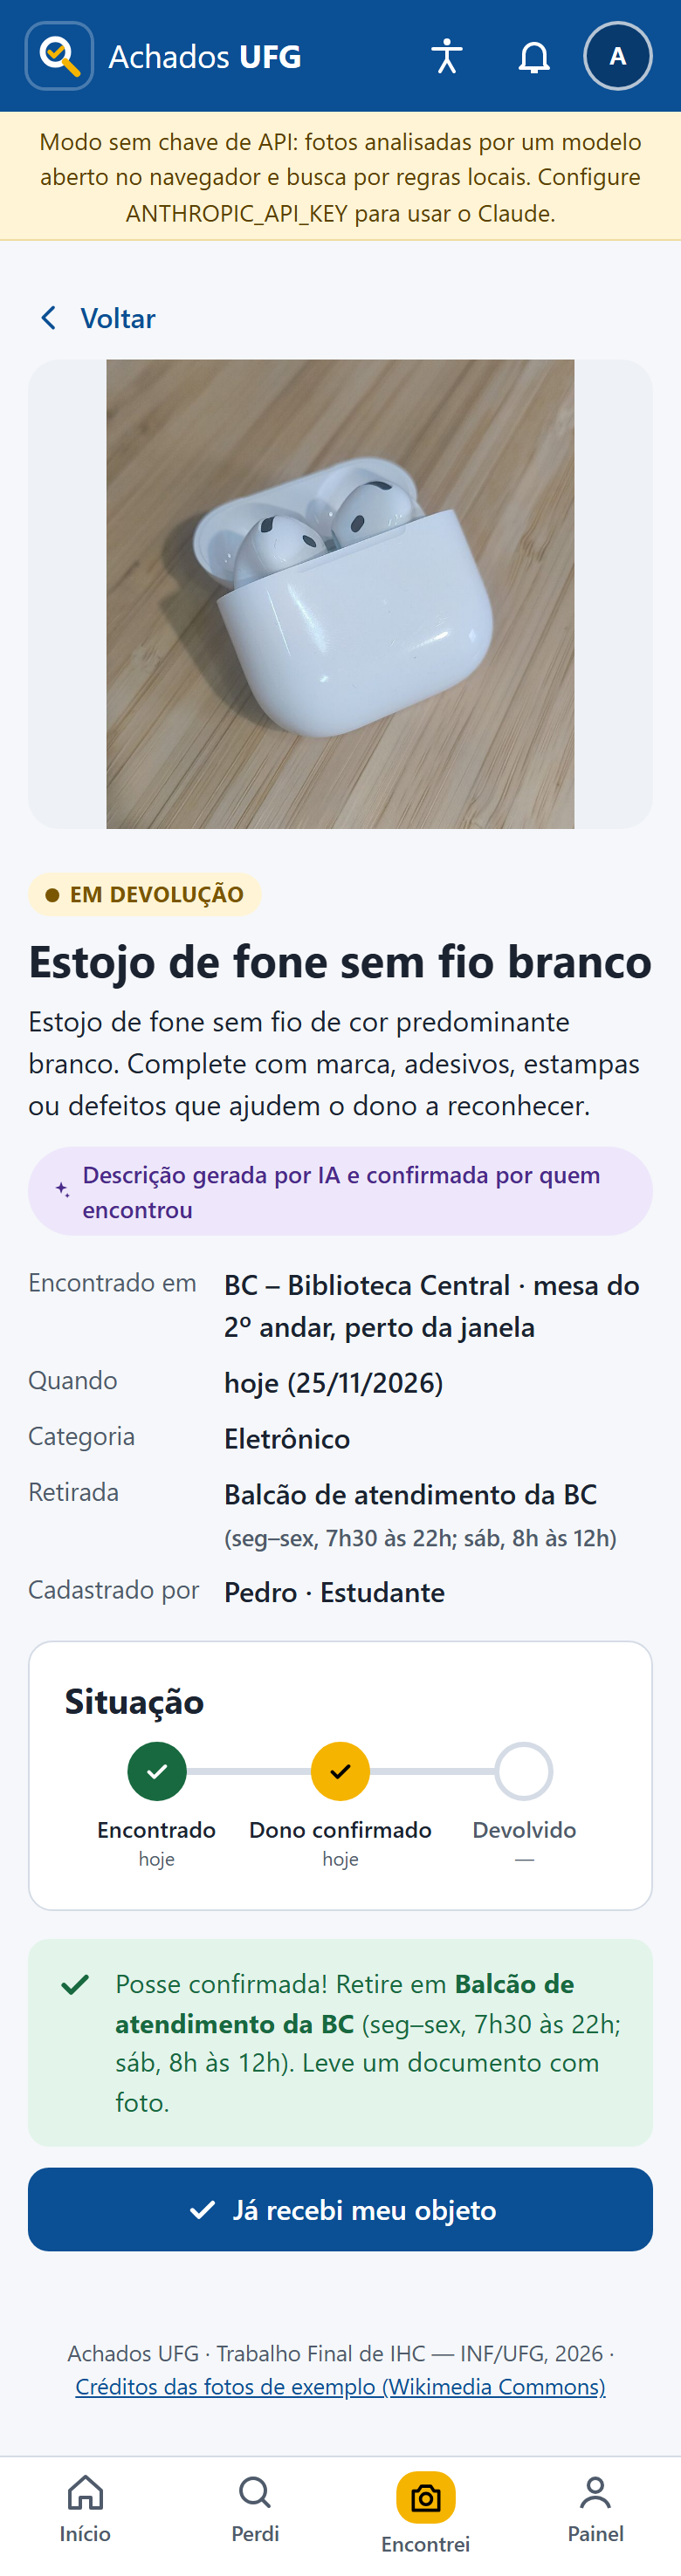 Achados UFG
A
Modo sem chave de API: fotos analisadas por um modelo
aberto no navegador e busca por regras locais. Configure
ANTHROPIC_API_KEY para usar o Claude.
Voltar
EM DEVOLUÇÃO
Estojo de fone sem fio branco
Estojo de fone sem fio de cor predominante
branco. Complete com marca, adesivos, estampas
ou defeitos que ajudem o dono a reconhecer.
Descrição gerada por IA e confirmada por quem
encontrou
Encontrado em BC – Biblioteca Central · mesa do
2º andar, perto da janela
Quando hoje (25/11/2026)
Categoria Eletrônico
Retirada Balcão de atendimento da BC
(seg–sex, 7h30 às 22h; sáb, 8h às 12h)
Cadastrado por Pedro · Estudante
Situação
Encontrado Dono confirmado Devolvido
hoje hoje —
Posse confirmada! Retire em Balcão de
atendimento da BC (seg–sex, 7h30 às 22h;
sáb, 8h às 12h). Leve um documento com
foto.
Já recebi meu objeto
Achados UFG · Trabalho Final de IHC — INF/UFG, 2026 ·
Créditos das fotos de exemplo (Wikimedia Commons)
Início Perdi Encontrei Painel